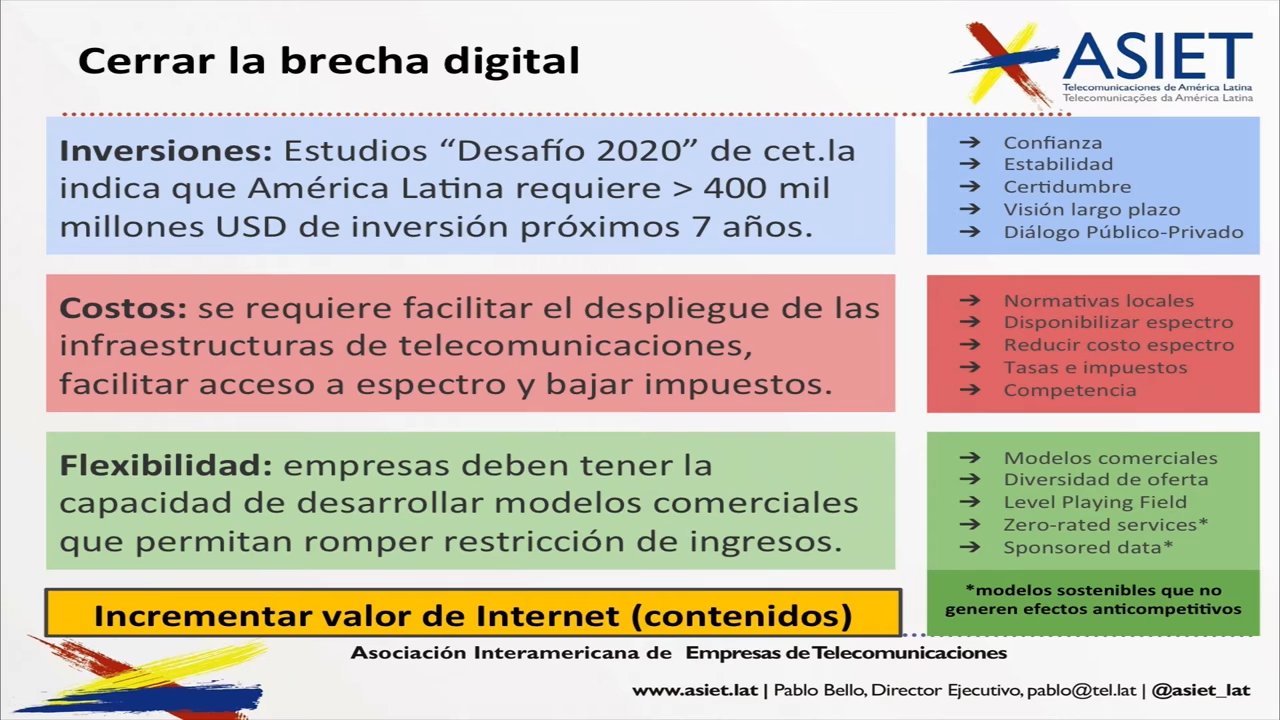 Cerrar la brecha digital
ASIET
Telecomunicaciones de América Latina
Telecomunicações da América Latina
Inversiones: Estudios “Desafío 2020” de cet.la
indica que América Latina requiere > 400 mil
millones USD de inversión próximos 7 años.
➔ Confianza
➔ Estabilidad
➔ Certidumbre
➔ Visión largo plazo
➔ Diálogo Público-Privado
Costos: se requiere facilitar el despliegue de las
infraestructuras de telecomunicaciones,
facilitar acceso a espectro y bajar impuestos.
➔ Normativas locales
➔ Disponibilizar espectro
➔ Reducir costo espectro
➔ Tasas e impuestos
➔ Competencia
Flexibilidad: empresas deben tener la
capacidad de desarrollar modelos comerciales
que permitan romper restricción de ingresos.
➔ Modelos comerciales
➔ Diversidad de oferta
➔ Level Playing Field
➔ Zero-rated services*
➔ Sponsored data*
*modelos sostenibles que no
generen efectos anticompetitivos
Incrementar valor de Internet (contenidos)
Asociación Interamericana de Empresas de Telecomunicaciones
www.asiet.lat | Pablo Bello, Director Ejecutivo, pablo@tel.lat | @asiet_lat